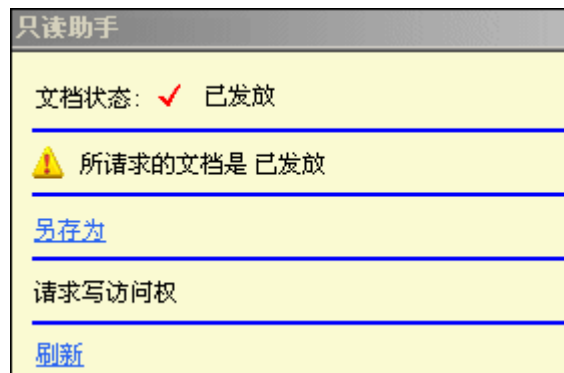 只读助手
文档状态: 已发放
所请求的文档是 已发放
另存为
请求写访问权
刷新